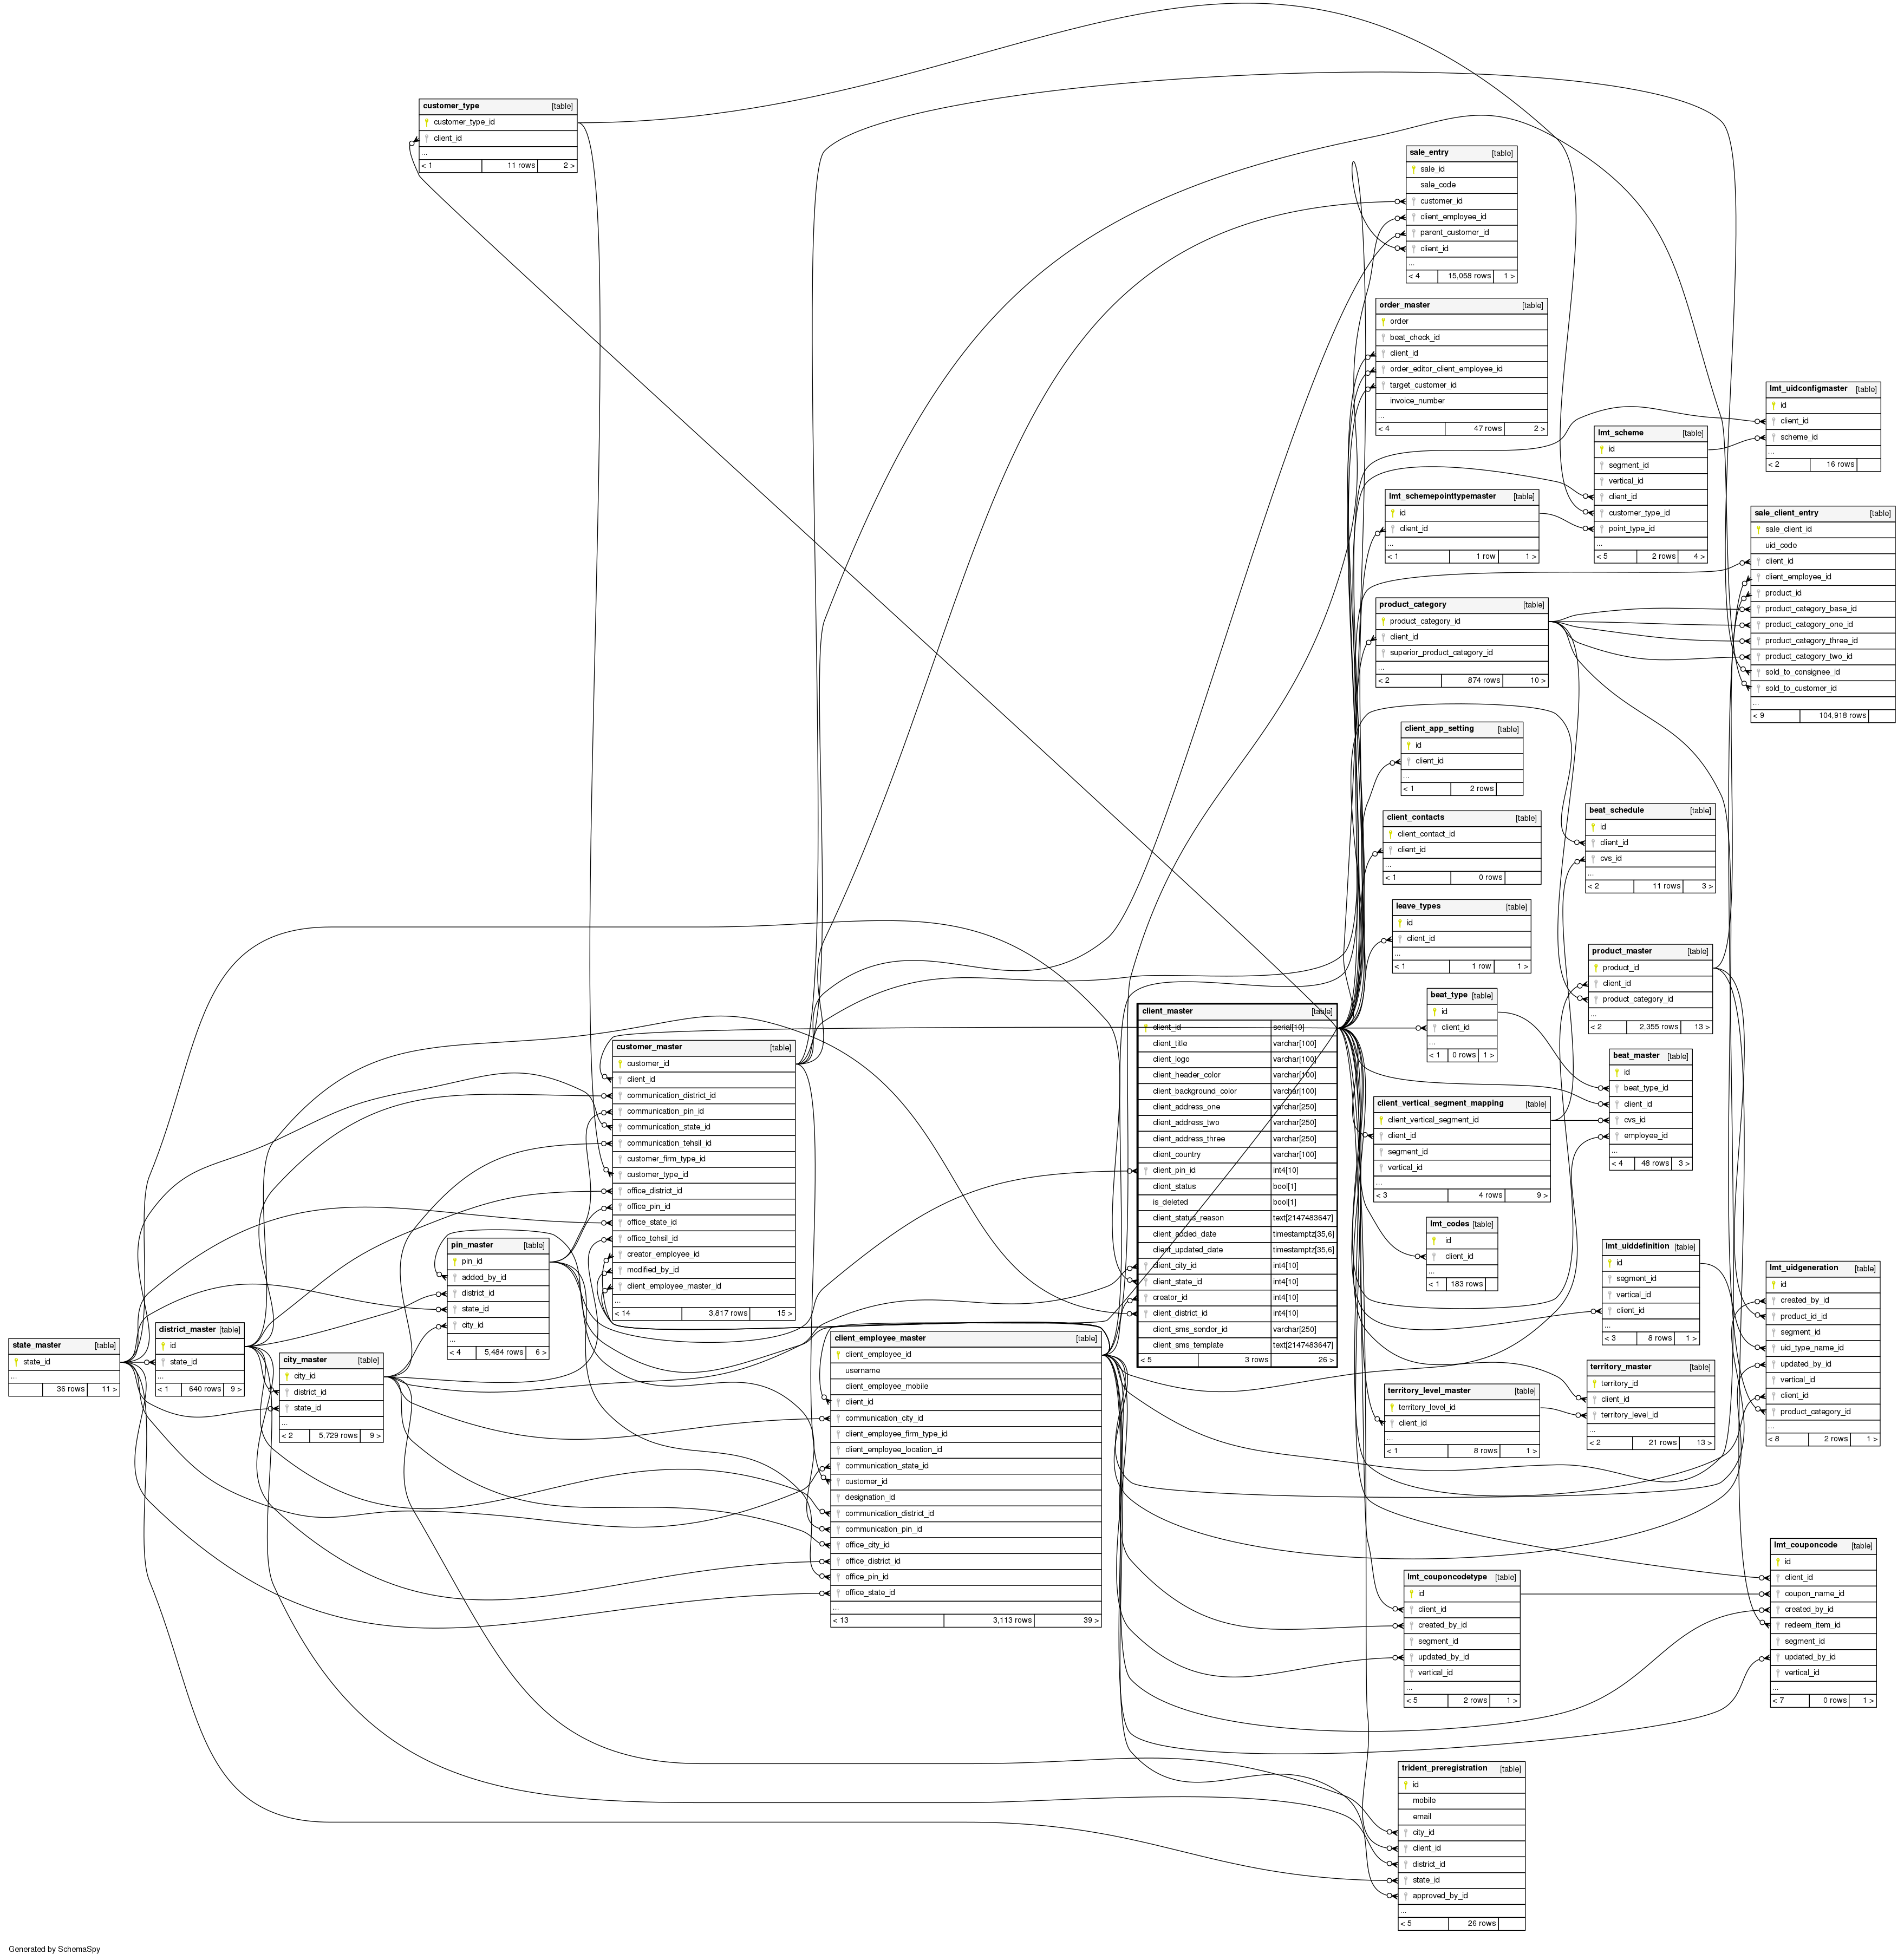 customer_type [table]
customer_type_id
client_id
...
< 1 11 rows 2 >
sale_entry [table]
sale_id
sale_code
customer_id
client_employee_id
parent_customer_id
client_id
...
< 4 15,058 rows 1 >
order_master [table]
order
beat_check_id
client_id
order_editor_client_employee_id
target_customer_id
invoice_number
...
< 4 47 rows 2 >
lmt_uidconfigmaster [table]
id
client_id
scheme_id
...
< 2 16 rows
lmt_scheme [table]
id
segment_id
vertical_id
client_id
customer_type_id
point_type_id
...
< 5 2 rows 4 >
lmt_schemepointtypemaster [table]
id
client_id
...
< 1 1 row 1 >
sale_client_entry [table]
sale_client_id
uid_code
client_id
client_employee_id
product_id
product_category_base_id
product_category_one_id
product_category_three_id
product_category_two_id
sold_to_consignee_id
sold_to_customer_id
...
< 9 104,918 rows
product_category [table]
product_category_id
client_id
superior_product_category_id
...
< 2 874 rows 10 >
client_app_setting [table]
id
client_id
...
< 1 2 rows
client_contacts [table]
client_contact_id
client_id
...
< 1 0 rows
beat_schedule [table]
id
client_id
cvs_id
...
< 2 11 rows 3 >
leave_types [table]
id
client_id
...
< 1 1 row 1 >
product_master [table]
product_id
client_id
product_category_id
...
< 2 2,355 rows 13 >
beat_type [table]
id
client_id
...
< 1 0 rows 1 >
client_master [table]
client_id serial[10]
client_title varchar[100]
client_logo varchar[100]
client_header_color varchar[100]
client_background_color varchar[100]
client_address_one varchar[250]
client_address_two varchar[250]
client_address_three varchar[250]
client_country varchar[100]
client_pin_id int4[10]
client_status bool[1]
is_deleted bool[1]
client_status_reason text[2147483647]
client_added_date timestamptz[35,6]
client_updated_date timestamptz[35,6]
client_city_id int4[10]
client_state_id int4[10]
creator_id int4[10]
client_district_id int4[10]
client_sms_sender_id varchar[250]
client_sms_template text[2147483647]
< 5 3 rows 26 >
customer_master [table]
customer_id
client_id
communication_district_id
communication_pin_id
communication_state_id
communication_tehsil_id
customer_firm_type_id
customer_type_id
office_district_id
office_pin_id
office_state_id
office_tehsil_id
creator_employee_id
modified_by_id
client_employee_master_id
...
< 14 3,817 rows 15 >
beat_master [table]
id
beat_type_id
client_id
cvs_id
employee_id
...
< 4 48 rows 3 >
client_vertical_segment_mapping [table]
client_vertical_segment_id
client_id
segment_id
vertical_id
...
< 3 4 rows 9 >
lmt_codes [table]
id
client_id
...
< 1 183 rows
pin_master [table]
pin_id
added_by_id
district_id
state_id
city_id
...
< 4 5,484 rows 6 >
lmt_uiddefinition [table]
id
segment_id
vertical_id
client_id
...
< 3 8 rows 1 >
lmt_uidgeneration [table]
id
created_by_id
product_id_id
segment_id
uid_type_name_id
updated_by_id
vertical_id
client_id
product_category_id
...
< 8 2 rows 1 >
state_master [table]
state_id
...
36 rows 11 >
district_master [table]
id
state_id
...
< 1 640 rows 9 >
city_master [table]
city_id
district_id
state_id
...
< 2 5,729 rows 9 >
client_employee_master [table]
client_employee_id
username
client_employee_mobile
client_id
communication_city_id
client_employee_firm_type_id
client_employee_location_id
communication_state_id
customer_id
designation_id
communication_district_id
communication_pin_id
office_city_id
office_district_id
office_pin_id
office_state_id
...
< 13 3,113 rows 39 >
territory_master [table]
territory_id
client_id
territory_level_id
...
< 2 21 rows 13 >
territory_level_master [table]
territory_level_id
client_id
...
< 1 8 rows 1 >
lmt_couponcode [table]
id
client_id
coupon_name_id
created_by_id
redeem_item_id
segment_id
updated_by_id
vertical_id
...
< 7 0 rows 1 >
lmt_couponcodetype [table]
id
client_id
created_by_id
segment_id
updated_by_id
vertical_id
...
< 5 2 rows 1 >
trident_preregistration [table]
id
mobile
email
city_id
client_id
district_id
state_id
approved_by_id
...
< 5 26 rows
Generated by SchemaSpy